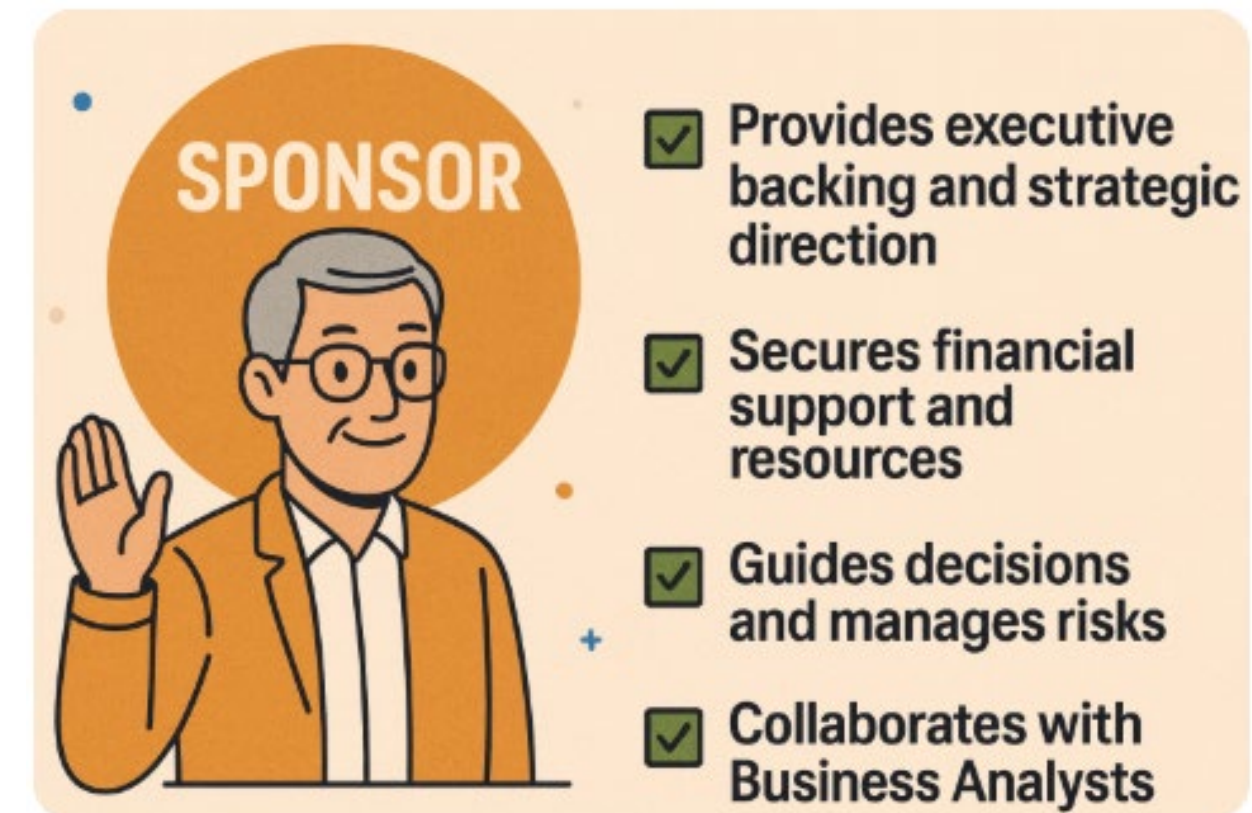 SPONSOR
Provides executive
backing and strategic
direction
Secures financial
support and
resources
Guides decisions
and manages risks
Collaborates with
Business Analysts